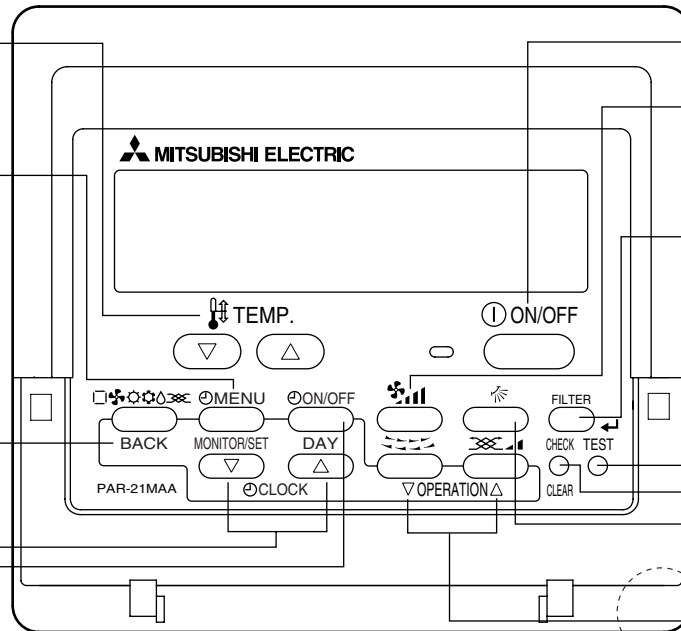 MITSUBISHI ELECTRIC
TEMP.
ON/OFF
MENU
ON/OFF
FILTER
BACK
MONITOR/SET
DAY
CHECK
TEST
PAR-21MAA
CLOCK
OPERATION
CLEAR